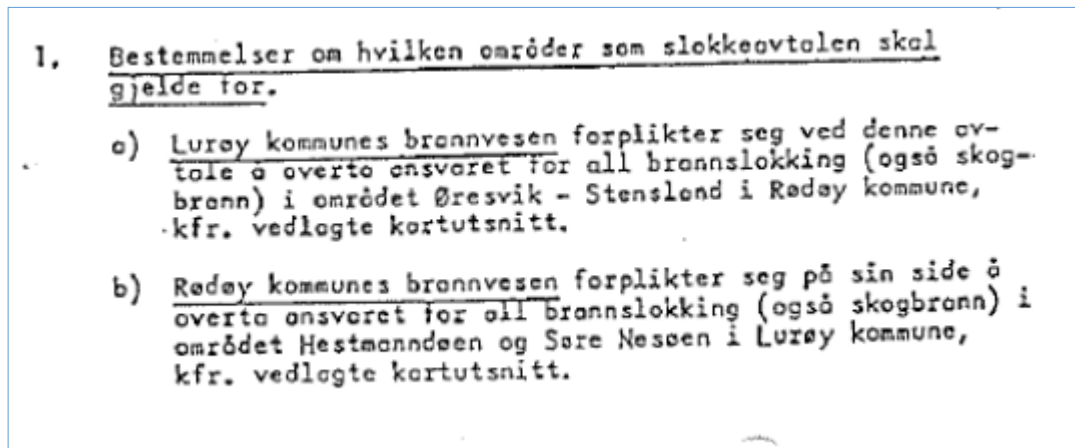 1. Bestemmelser om hvilken områder som slokkeavtalen skal
gjelde for.
a) Lurøy kommunes brannvesen forplikter seg ved denne av-
tale å overta ansvaret for all brannslokking (også skog-
brann) i området Øresvik - Stensland i Rødøy kommune,
kfr. vedlagte kartutsnitt.
b) Rødøy kommunes brannvesen forplikter seg på sin side å
overta ansvaret for all brannslokking (også skogbrann) i
området Hestmanndøen og Søre Nesøen i Lurøy kommune,
kfr. vedlagte kartutsnitt.